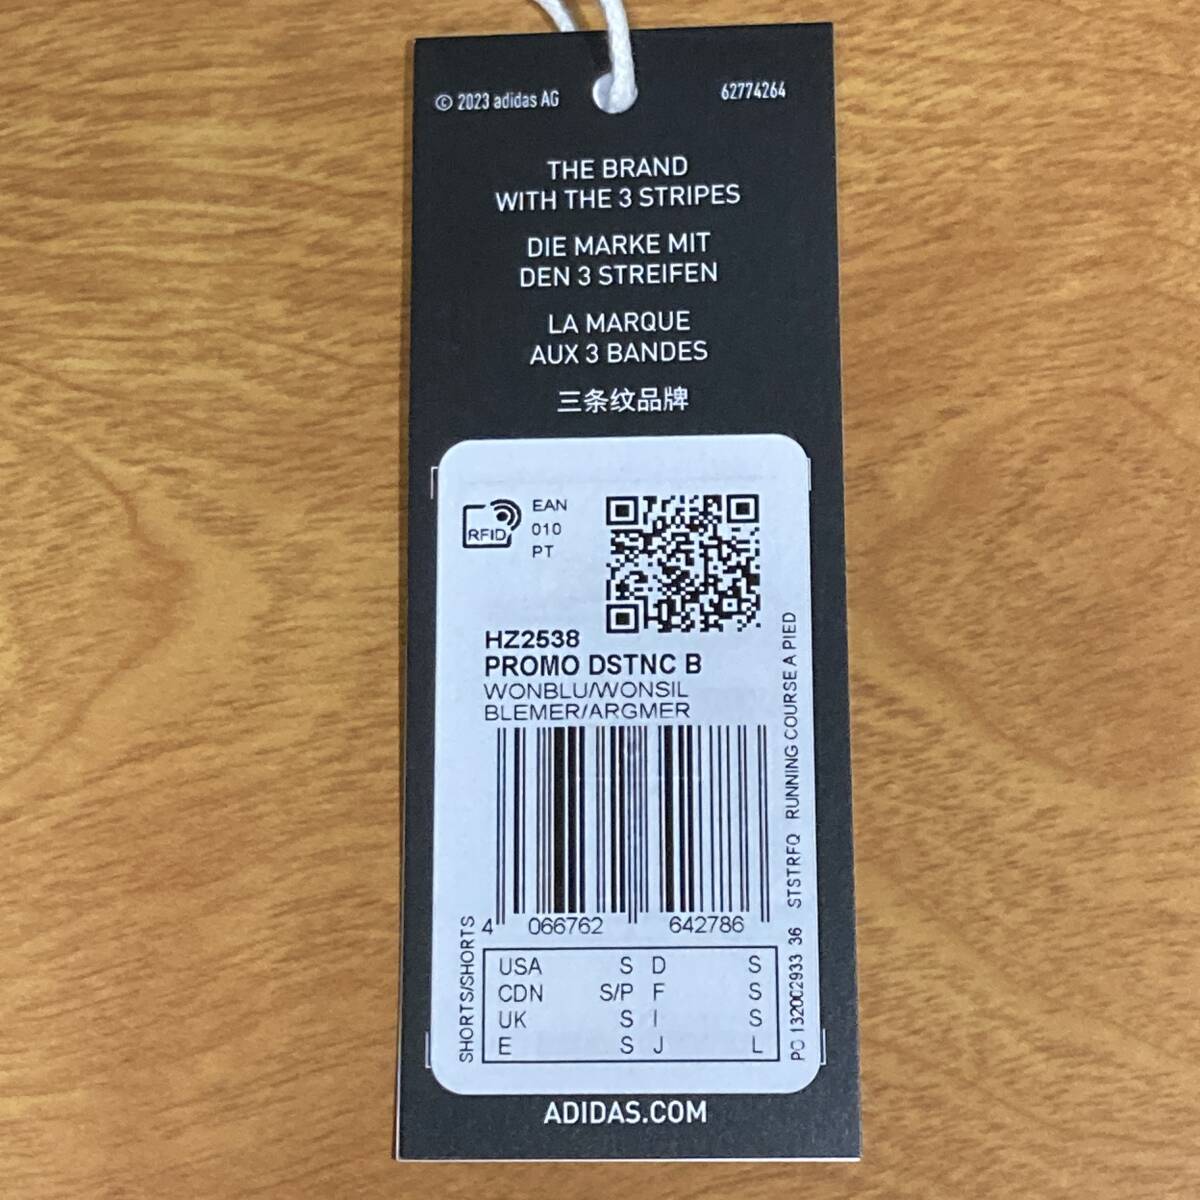 © 2023 adidas AG
62774264
THE BRAND
WITH THE 3 STRIPES
DIE MARKE MIT
DEN 3 STREIFEN
LA MARQUE
AUX 3 BANDES
三条纹品牌
RFID
EAN
010
PT
HZ2538
PROMO DSTNC B
WONBLU/WONSIL
BLEMER/ARGMER
4 066762 642786
SHORTS/SHORTS
PO 132002933 36 STSTRFQ RUNNING COURSE A PIED
USA S D S
CDN S/P F S
UK S I S
E S J L
ADIDAS.COM